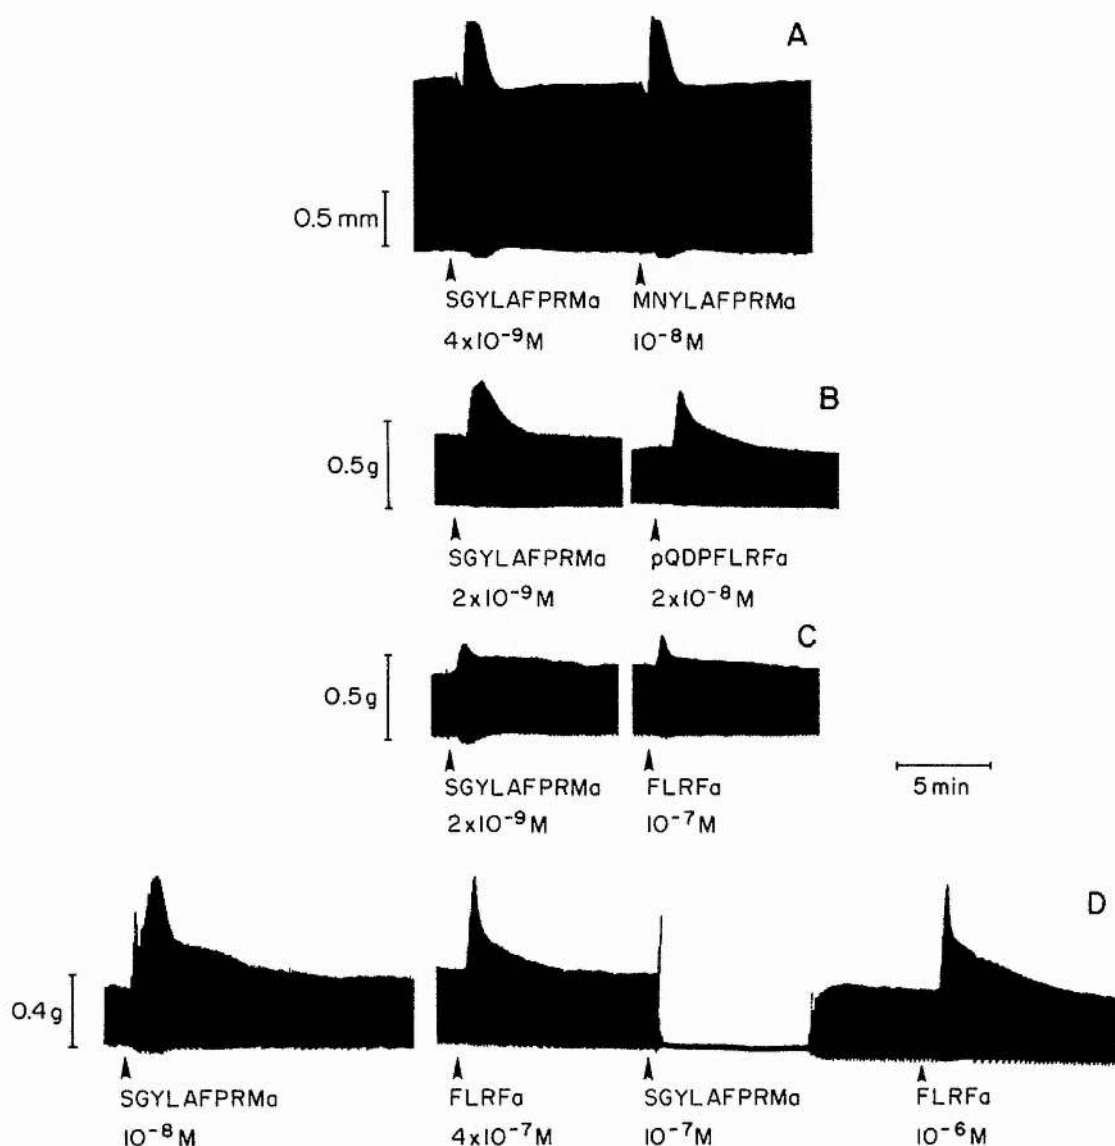 A
0.5 mm
SGYLAFPRMa MNYLAFPRMa
4x10⁻⁹M 10⁻⁸M
B
0.5g
SGYLAFPRMa pQDPFLRFa
2x10⁻⁹M 2x10⁻⁸M
C
0.5g
SGYLAFPRMa FLRFa
2x10⁻⁹M 10⁻⁷M
5 min
D
0.4g
SGYLAFPRMa FLRFa SGYLAFPRMa FLRFa
10⁻⁸M 4x10⁻⁷M 10⁻⁷M 10⁻⁶M